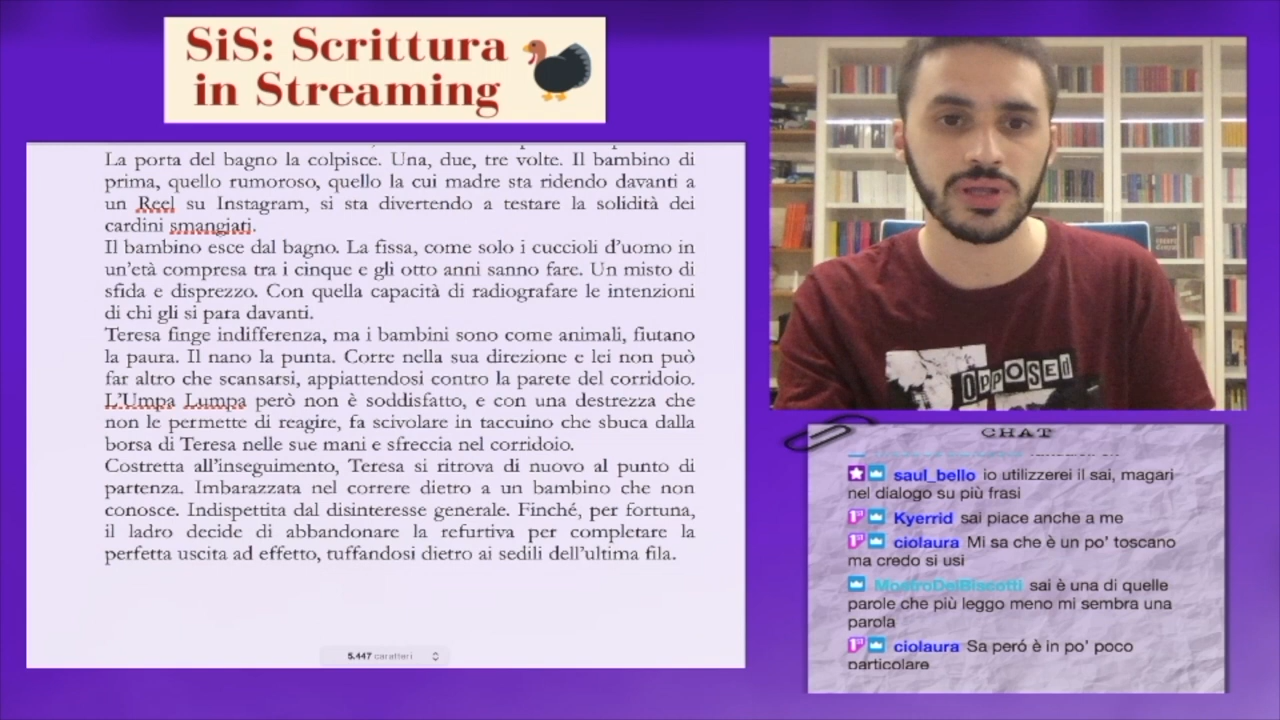 SiS: Scrittura
in Streaming
La porta del bagno la colpisce. Una, due, tre volte. Il bambino di
prima, quello rumoroso, quello la cui madre sta ridendo davanti a
un Reel su Instagram, si sta divertendo a testare la solidità dei
cardini smangiati.
Il bambino esce dal bagno. La fissa, come solo i cuccioli d'uomo in
un'età compresa tra i cinque e gli otto anni sanno fare. Un misto di
sfida e disprezzo. Con quella capacità di radiografare le intenzioni
di chi gli si para davanti.
Teresa finge indifferenza, ma i bambini sono come animali, fiutano
la paura. Il nano la punta. Corre nella sua direzione e lei non può
far altro che scansarsi, appiattendosi contro la parete del corridoio.
L'Umpa Lumpa però non è soddisfatto, e con una destrezza che
non le permette di reagire, fa scivolare in taccuino che sbuca dalla
borsa di Teresa nelle sue mani e sfreccia nel corridoio.
Costretta all'inseguimento, Teresa si ritrova di nuovo al punto di
partenza. Imbarazzata nel correre dietro a un bambino che non
conosce. Indispettita dal disinteresse generale. Finché, per fortuna,
il ladro decide di abbandonare la refurtiva per completare la
perfetta uscita ad effetto, tuffandosi dietro ai sedili dell'ultima fila.
5.447 caratteri
OPPOSED
CHAT
saul_bello io utilizzerei il sai, magari
nel dialogo su più frasi
Kyerrid sai piace anche a me
ciolaura Mi sa che è un po' toscano
ma credo si usi
MostroDeiBiscotti sai è una di quelle
parole che più leggo meno mi sembra una
parola
ciolaura Sa peró è in po' poco
particolare